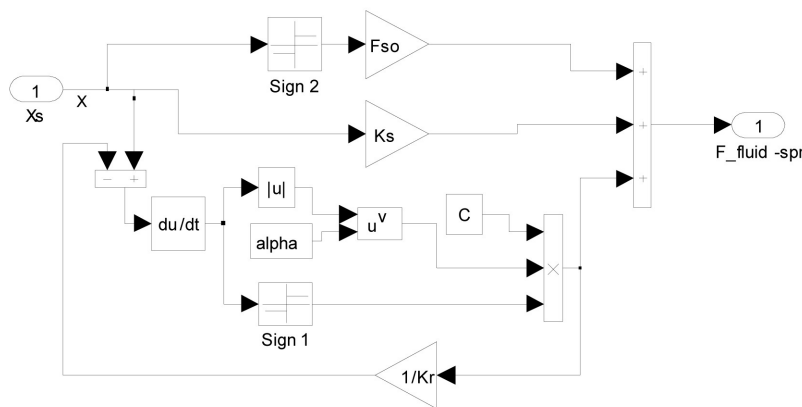 Fso
Sign 2
1
Xs
X
Ks
+
+
+
1
F_fluid -spr
− +
du/dt
|u|
alpha
u^v
C
×
Sign 1
1/Kr